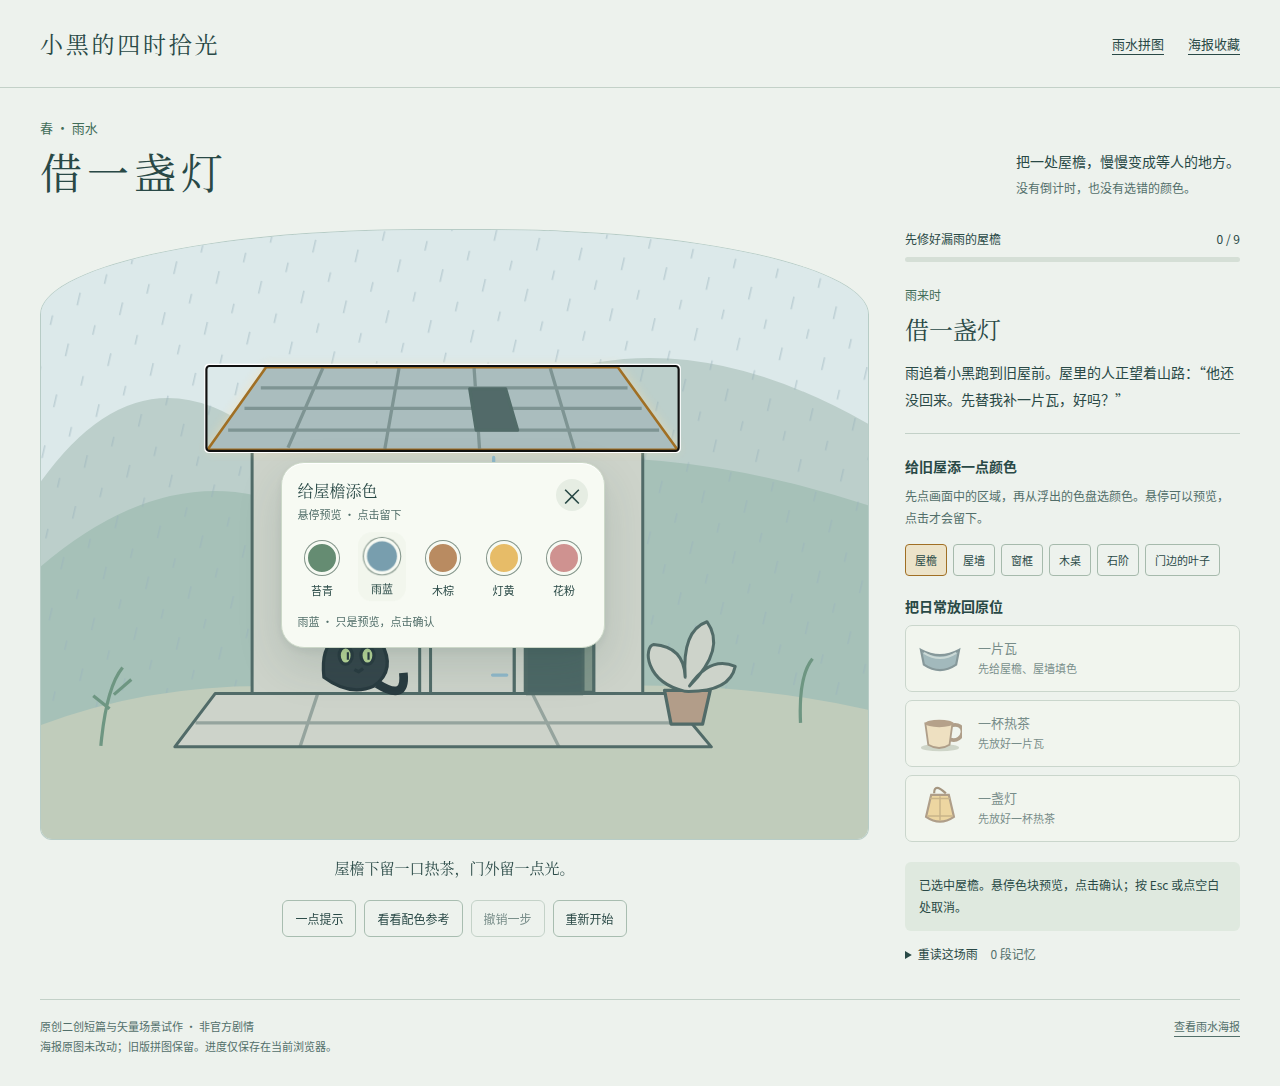 小黑的四时拾光
雨水拼图
海报收藏
春 · 雨水
借一盏灯
把一处屋檐，慢慢变成等人的地方。
没有倒计时，也没有选错的颜色。
先修好漏雨的屋檐
0 / 9
雨来时
借一盏灯
雨追着小黑跑到旧屋前。屋里的人正望着山路：“他还
没回来。先替我补一片瓦，好吗？”
给屋檐添色
悬停预览 · 点击留下
苔青
雨蓝
木棕
灯黄
花粉
雨蓝 · 只是预览，点击确认
给旧屋添一点颜色
先点画面中的区域，再从浮出的色盘选颜色。悬停可以预览，
点击才会留下。
屋檐
屋墙
窗框
木桌
石阶
门边的叶子
把日常放回原位
一片瓦
先给屋檐、屋墙填色
一杯热茶
先放好一片瓦
一盏灯
先放好一杯热茶
已选中屋檐。悬停色块预览，点击确认；按 Esc 或点空白
处取消。
重读这场雨 0 段记忆
屋檐下留一口热茶，门外留一点光。
一点提示
看看配色参考
撤销一步
重新开始
原创二创短篇与矢量场景试作 · 非官方剧情
海报原图未改动；旧版拼图保留。进度仅保存在当前浏览器。
查看雨水海报